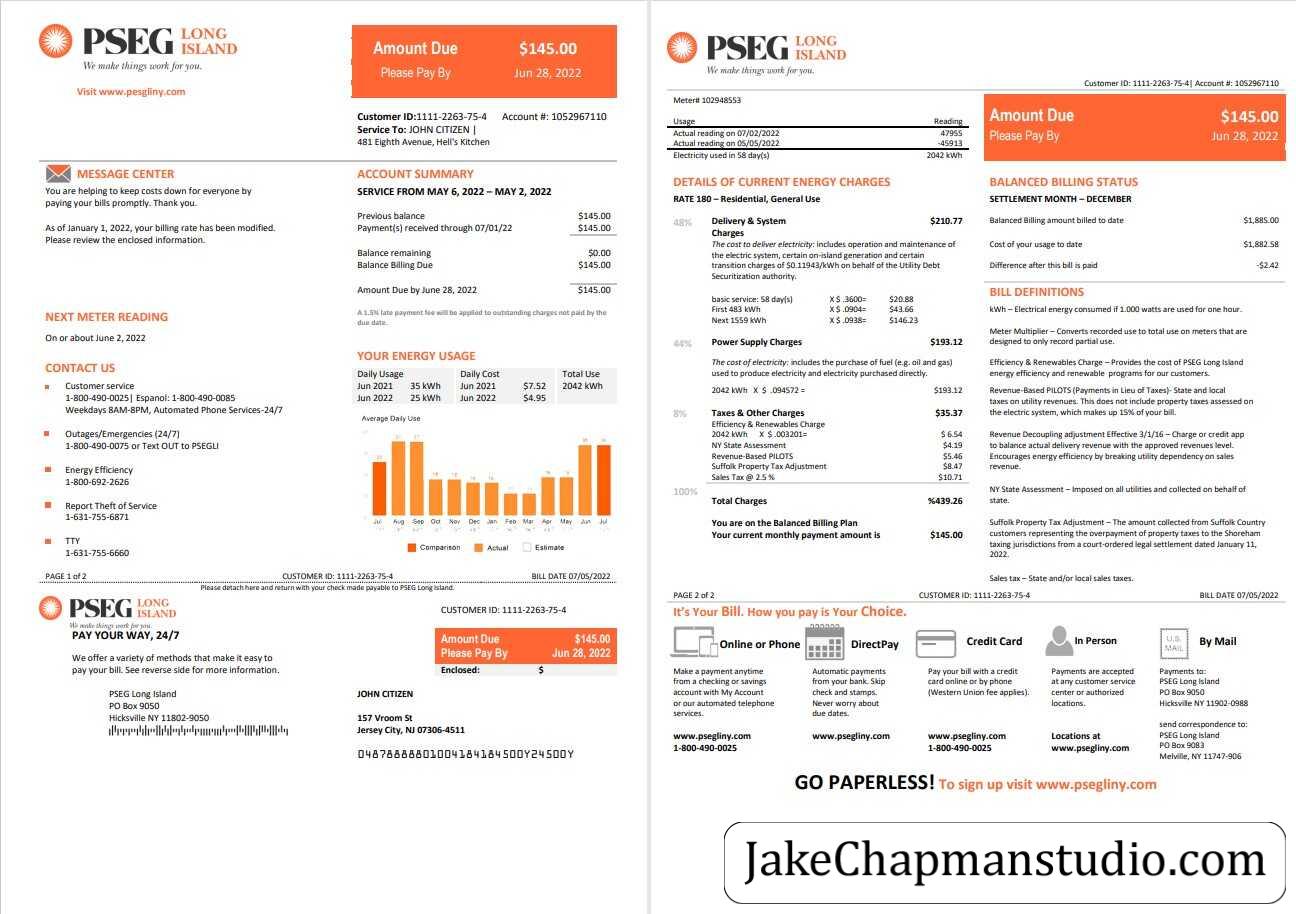 PSEG LONG ISLAND
We make things work for you.
Visit www.pesgliny.com
Amount Due $145.00
Please Pay By Jun 28, 2022
Customer ID:1111-2263-75-4 Account #: 1052967110
Service To: JOHN CITIZEN |
481 Eighth Avenue, Hell's Kitchen
MESSAGE CENTER
You are helping to keep costs down for everyone by
paying your bills promptly. Thank you.
As of January 1, 2022, your billing rate has been modified.
Please review the enclosed information.
NEXT METER READING
On or about June 2, 2022
CONTACT US
Customer service
1-800-490-0025| Espanol: 1-800-490-0085
Weekdays 8AM-8PM, Automated Phone Services-24/7
Outages/Emergencies (24/7)
1-800-490-0075 or Text OUT to PSEGLI
Energy Efficiency
1-800-692-2626
Report Theft of Service
1-631-755-6871
TTY
1-631-755-6660
ACCOUNT SUMMARY
SERVICE FROM MAY 6, 2022 – MAY 2, 2022
Previous balance $145.00
Payment(s) received through 07/01/22 $145.00
Balance remaining $0.00
Balance Billing Due $145.00
Amount Due by June 28, 2022 $145.00
A 1.5% late payment fee will be applied to outstanding charges not paid by the
due date.
YOUR ENERGY USAGE
Daily Usage Daily Cost Total Use
Jun 2021 35 kWh Jun 2021 $7.52 2042 kWh
Jun 2022 25 kWh Jun 2022 $4.95
Average Daily Use
Jul Aug Sep Oct Nov Dec Jan Feb Mar Apr May Jun Jul
Comparison Actual Estimate
PAGE 1 of 2 CUSTOMER ID: 1111-2263-75-4 BILL DATE 07/05/2022
Please detach here and return with your check made payable to PSEG Long Island.
PSEG LONG ISLAND
We make things work for you.
PAY YOUR WAY, 24/7
We offer a variety of methods that make it easy to
pay your bill. See reverse side for more information.
PSEG Long Island
PO Box 9050
Hicksville NY 11802-9050
CUSTOMER ID: 1111-2263-75-4
Amount Due $145.00
Please Pay By Jun 28, 2022
Enclosed: $
JOHN CITIZEN
157 Vroom St
Jersey City, NJ 07306-4511
PSEG LONG ISLAND
We make things work for you.
Customer ID: 1111-2263-75-4| Account #: 1052967110
Meter# 102948553
Usage Reading
Actual reading on 07/02/2022 47955
Actual reading on 05/05/2022 -45913
Electricity used in 58 day(s) 2042 kWh
Amount Due $145.00
Please Pay By Jun 28, 2022
DETAILS OF CURRENT ENERGY CHARGES
RATE 180 – Residential, General Use
48% Delivery & System $210.77
Charges
The cost to deliver electricity: includes operation and maintenance of
the electric system, certain on-island generation and certain
transition charges of $0.11943/kWh on behalf of the Utility Debt
Securitization authority.
basic service: 58 day(s) X $ .3600= $20.88
First 483 kWh X $ .0904= $43.66
Next 1559 kWh X $ .0938= $146.23
44% Power Supply Charges $193.12
The cost of electricity: includes the purchase of fuel (e.g. oil and gas)
used to produce electricity and electricity purchased directly.
2042 kWh X $ .094572 = $193.12
8% Taxes & Other Charges $35.37
Efficiency & Renewables Charge
2042 kWh X $ .003201= $ 6.54
NY State Assessment $4.19
Revenue-Based PILOTS $5.46
Suffolk Property Tax Adjustment $8.47
Sales Tax @ 2.5 % $10.71
100% Total Charges %439.26
You are on the Balanced Billing Plan
Your current monthly payment amount is $145.00
BALANCED BILLING STATUS
SETTLEMENT MONTH – DECEMBER
Balanced Billing amount billed to date $1,885.00
Cost of your usage to date $1,882.58
Difference after this bill is paid -$2.42
BILL DEFINITIONS
kWh – Electrical energy consumed if 1.000 watts are used for one hour.
Meter Multiplier – Converts recorded use to total use on meters that are
designed to only record partial use.
Efficiency & Renewables Charge – Provides the cost of PSEG Long Island
energy efficiency and renewable programs for our customers.
Revenue-Based PILOTS (Payments in Lieu of Taxes)- State and local
taxes on utility revenues. This does not include property taxes assessed on
the electric system, which makes up 15% of your bill.
Revenue Decoupling adjustment Effective 3/1/16 – Charge or credit app
to balance actual delivery revenue with the approved revenues level.
Encourages energy efficiency by breaking utility dependency on sales
revenue.
NY State Assessment – Imposed on all utilities and collected on behalf of
state.
Suffolk Property Tax Adjustment – The amount collected from Suffolk Country
customers representing the overpayment of property taxes to the Shoreham
taxing jurisdictions from a court-ordered legal settlement dated January 11,
2022.
Sales tax – State and/or local sales taxes.
PAGE 2 of 2 CUSTOMER ID: 1111-2263-75-4 BILL DATE 07/05/2022
It's Your Bill. How you pay is Your Choice.
Online or Phone
Make a payment anytime
from a checking or savings
account with My Account
or our automated telephone
services.
www.psegliny.com
1-800-490-0025
DirectPay
Automatic payments
from your bank. Skip
check and stamps.
Never worry about
due dates.
www.psegliny.com
Credit Card
Pay your bill with a credit
card online or by phone
(Western Union fee applies).
www.psegliny.com
1-800-490-0025
In Person
Payments are accepted
at any customer service
center or authorized
locations.
Locations at
www.psegliny.com
U.S.
MAIL
By Mail
Payments to:
PSEG Long Island
PO Box 9050
Hicksville NY 11902-0988
send correspondence to:
PSEG Long Island
PO Box 9083
Melville, NY 11747-906
GO PAPERLESS! To sign up visit www.psegliny.com
JakeChapmanstudio.com